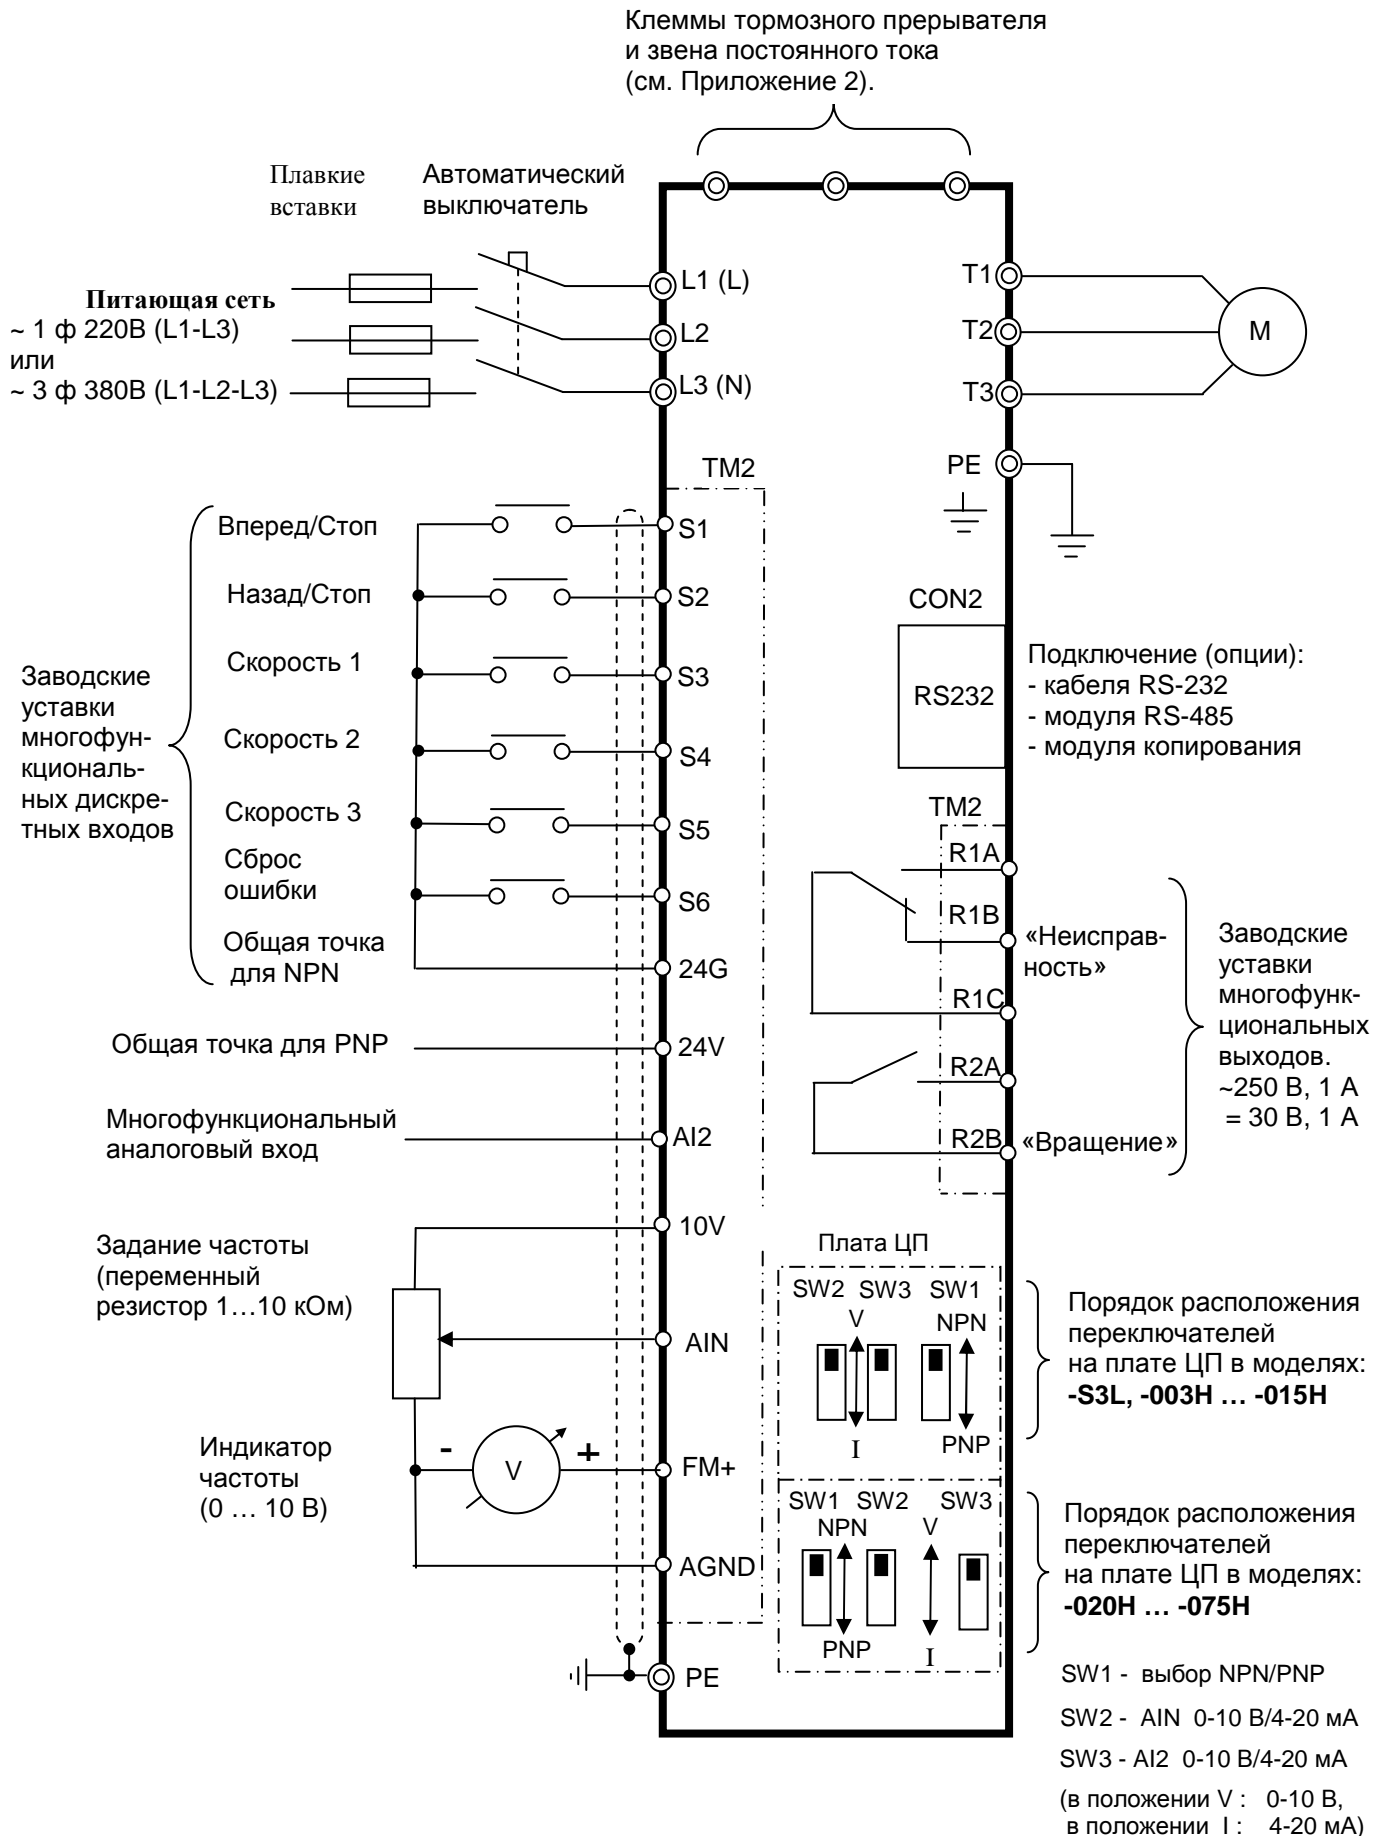 Клеммы тормозного прерывателя
и звена постоянного тока
(см. Приложение 2).
Плавкие
вставки
Автоматический
выключатель
Питающая сеть
~ 1 ф 220В (L1-L3)
или
~ 3 ф 380В (L1-L2-L3)
L1 (L)
L2
L3 (N)
T1
T2
T3
M
PE
TM2
Заводские
уставки
многофун-
кциональ-
ных дискре-
тных входов
Вперед/Стоп
S1
Назад/Стоп
S2
Скорость 1
S3
Скорость 2
S4
Скорость 3
S5
Сброс
ошибки
S6
Общая точка
для NPN
24G
Общая точка для PNP
24V
Многофункциональный
аналоговый вход
AI2
Задание частоты
(переменный
резистор 1…10 кОм)
10V
AIN
Индикатор
частоты
(0 … 10 В)
-
V
+
FM+
AGND
PE
CON2
RS232
Подключение (опции):
- кабеля RS-232
- модуля RS-485
- модуля копирования
TM2
R1A
R1B
R1C
R2A
R2B
«Неисправ-
ность»
«Вращение»
Заводские
уставки
многофунк-
циональных
выходов.
~250 В, 1 А
= 30 В, 1 А
Плата ЦП
SW2 SW3 SW1
V NPN
I PNP
Порядок расположения
переключателей
на плате ЦП в моделях:
-S3L, -003H … -015H
SW1 SW2 SW3
NPN V
PNP I
Порядок расположения
переключателей
на плате ЦП в моделях:
-020H … -075H
SW1 - выбор NPN/PNP
SW2 - AIN 0-10 В/4-20 мА
SW3 - AI2 0-10 В/4-20 мА
(в положении V : 0-10 В,
в положении I : 4-20 мА)